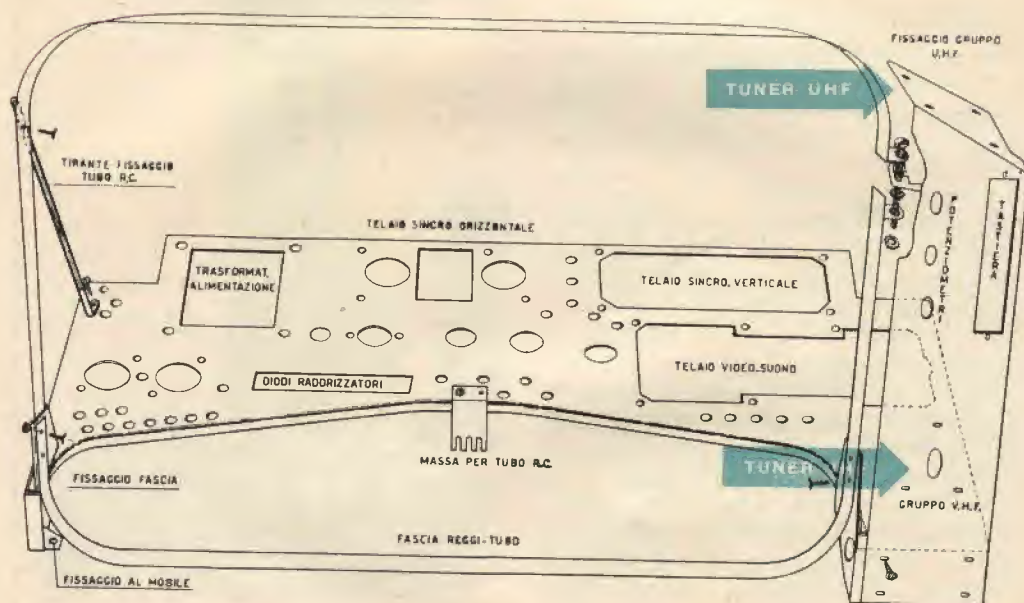 FISSAGGIO GRUPPO
U.H.F.
TUNER UHF
TIRANTE FISSAGGIO
TUBO R.C.
TELAIO SINCRO ORIZZONTALE
POTENZIOMETRI
TASTIERA
TRASFORMAT.
ALIMENTAZIONE
TELAIO SINCRO. VERTICALE
TELAIO VIDEO-SUONO
DIODI RADDRIZZATORI
MASSA PER TUBO R.C.
TUNER
FISSAGGIO FASCIA
GRUPPO V.H.F.
FASCIA REGGI-TUBO
FISSAGGIO AL MOBILE